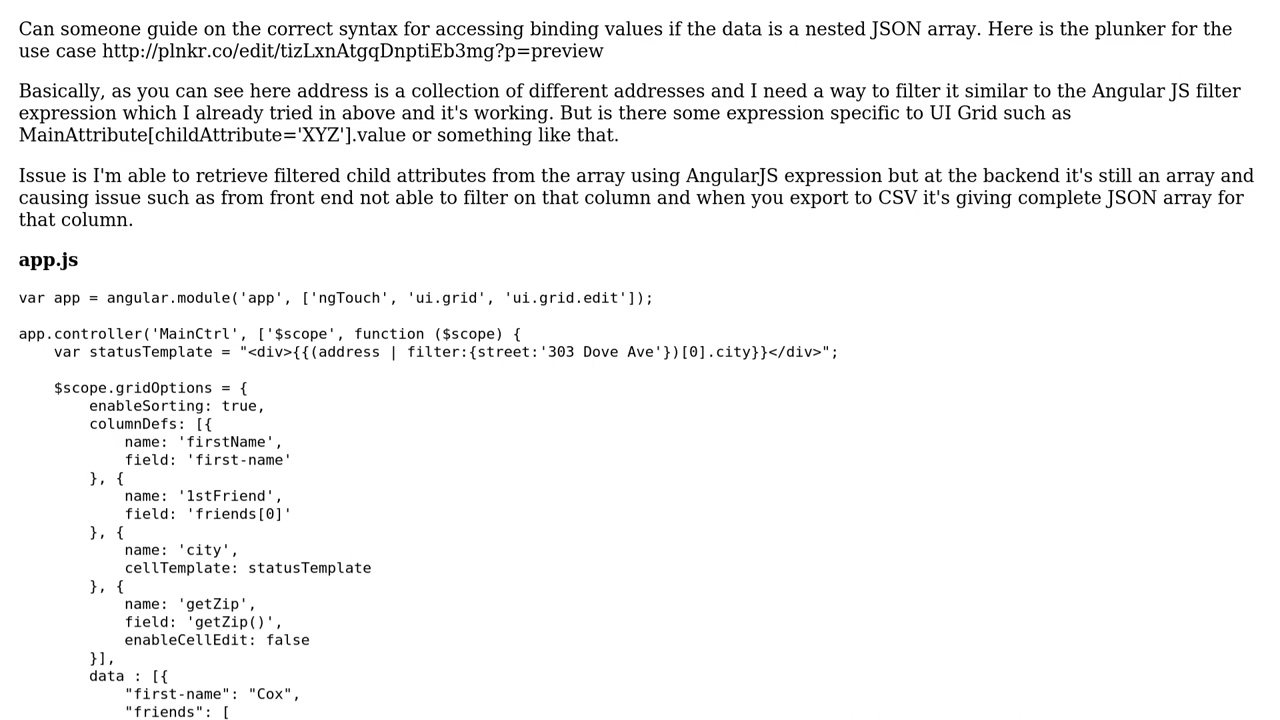 Can someone guide on the correct syntax for accessing binding values if the data is a nested JSON array. Here is the plunker for the
use case http://plnkr.co/edit/tizLxnAtgqDnptiEb3mg?p=preview
Basically, as you can see here address is a collection of different addresses and I need a way to filter it similar to the Angular JS filter
expression which I already tried in above and it's working. But is there some expression specific to UI Grid such as
MainAttribute[childAttribute='XYZ'].value or something like that.
Issue is I'm able to retrieve filtered child attributes from the array using AngularJS expression but at the backend it's still an array and
causing issue such as from front end not able to filter on that column and when you export to CSV it's giving complete JSON array for
that column.
app.js
var app = angular.module('app', ['ngTouch', 'ui.grid', 'ui.grid.edit']);
app.controller('MainCtrl', ['$scope', function ($scope) {
    var statusTemplate = "<div>{{(address | filter:{street:'303 Dove Ave'})[0].city}}</div>";
    $scope.gridOptions = {
        enableSorting: true,
        columnDefs: [{
            name: 'firstName',
            field: 'first-name'
        }, {
            name: '1stFriend',
            field: 'friends[0]'
        }, {
            name: 'city',
            cellTemplate: statusTemplate
        }, {
            name: 'getZip',
            field: 'getZip()',
            enableCellEdit: false
        }],
        data : [{
            "first-name": "Cox",
            "friends": [